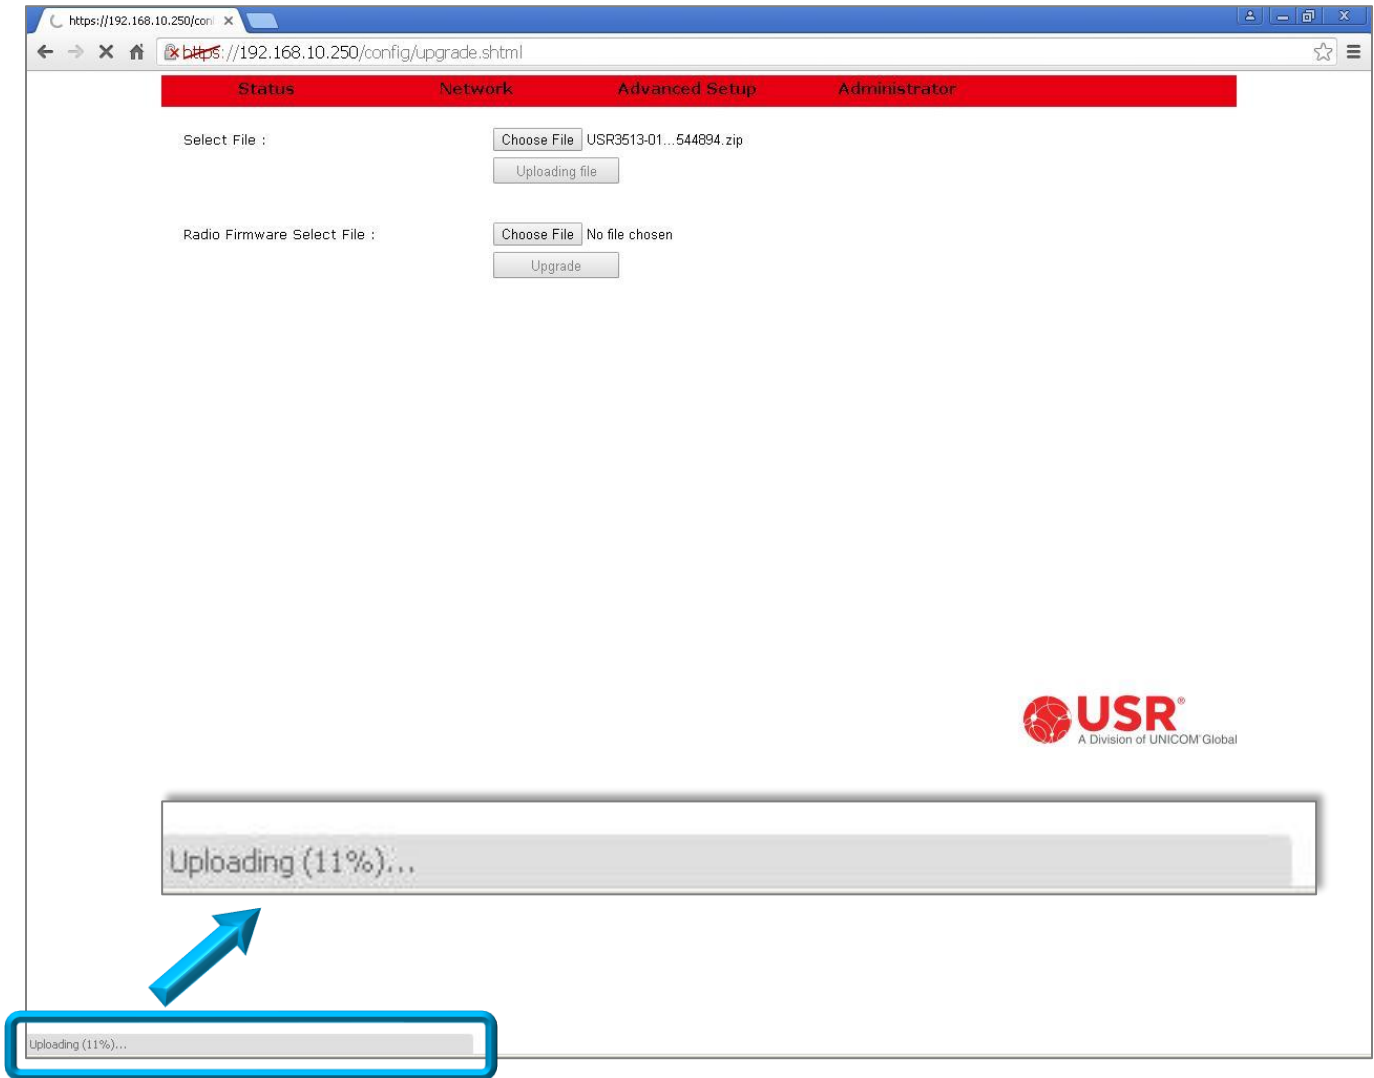 https://192.168.10.250/con
https://192.168.10.250/config/upgrade.shtml
Status Network Advanced Setup Administrator
Select File : Choose File USR3513-01...544894.zip
Uploading file
Radio Firmware Select File : Choose File No file chosen
Upgrade
USR®
A Division of UNICOM Global
Uploading (11%)...
Uploading (11%)...